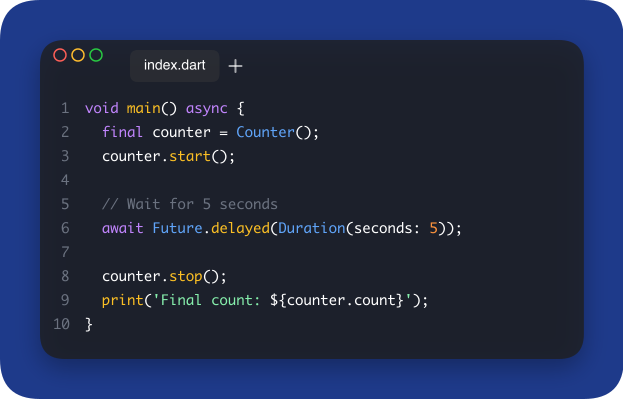 index.dart +
1 void main() async {
2   final counter = Counter();
3   counter.start();
4
5   // Wait for 5 seconds
6   await Future.delayed(Duration(seconds: 5));
7
8   counter.stop();
9   print('Final count: ${counter.count}');
10 }